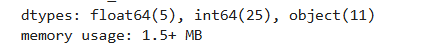 dtypes: float64(5), int64(25), object(11)
memory usage: 1.5+ MB